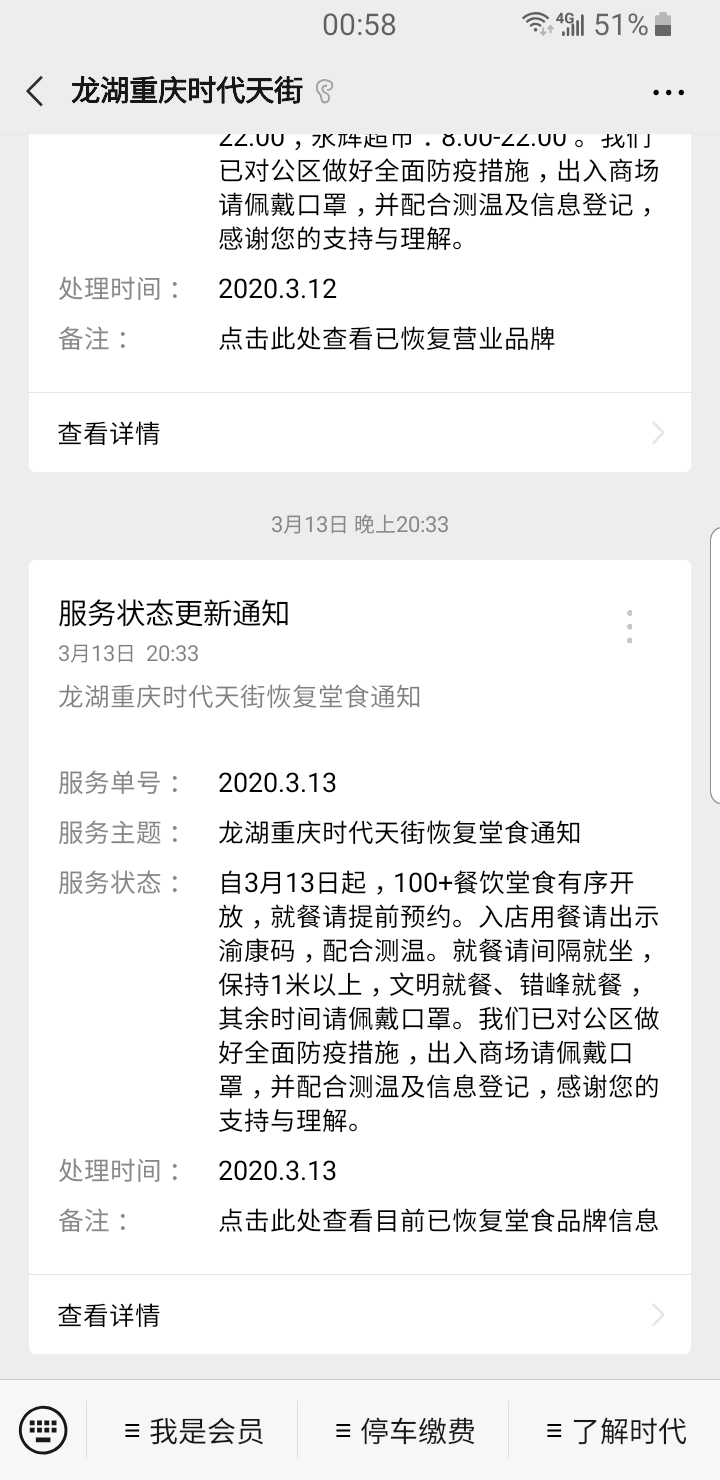 00:58
4G 51%
龙湖重庆时代天街
22:00，永辉超市：8:00-22:00。我们
已对公区做好全面防疫措施，出入商场
请佩戴口罩，并配合测温及信息登记，
感谢您的支持与理解。
处理时间： 2020.3.12
备注： 点击此处查看已恢复营业品牌
查看详情
3月13日 晚上20:33
服务状态更新通知
3月13日 20:33
龙湖重庆时代天街恢复堂食通知
服务单号： 2020.3.13
服务主题： 龙湖重庆时代天街恢复堂食通知
服务状态： 自3月13日起，100+餐饮堂食有序开
放，就餐请提前预约。入店用餐请出示
渝康码，配合测温。就餐请间隔就坐，
保持1米以上，文明就餐、错峰就餐，
其余时间请佩戴口罩。我们已对公区做
好全面防疫措施，出入商场请佩戴口
罩，并配合测温及信息登记，感谢您的
支持与理解。
处理时间： 2020.3.13
备注： 点击此处查看目前已恢复堂食品牌信息
查看详情
我是会员 停车缴费 了解时代